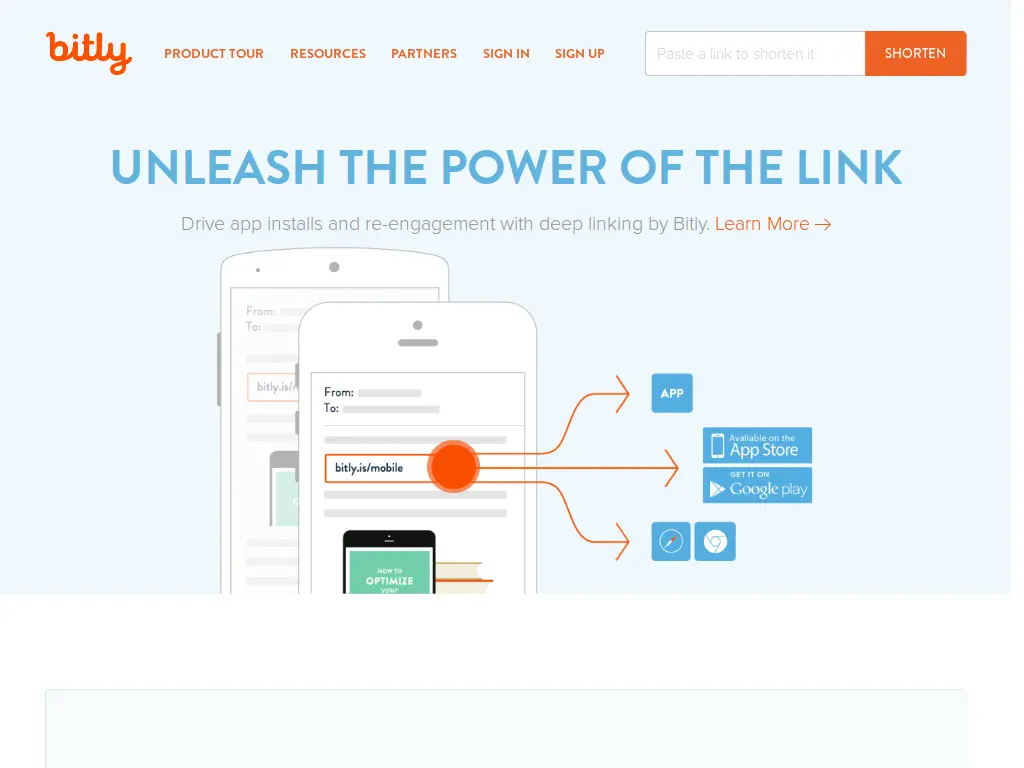 bitly
PRODUCT TOUR
RESOURCES
PARTNERS
SIGN IN
SIGN UP
Paste a link to shorten it
SHORTEN
UNLEASH THE POWER OF THE LINK
Drive app installs and re-engagement with deep linking by Bitly. Learn More →
From:
To:
bitly.is/
From:
To:
bitly.is/mobile
HOW TO
OPTIMIZE
YOUR
APP
Available on the
App Store
GET IT ON
Google play